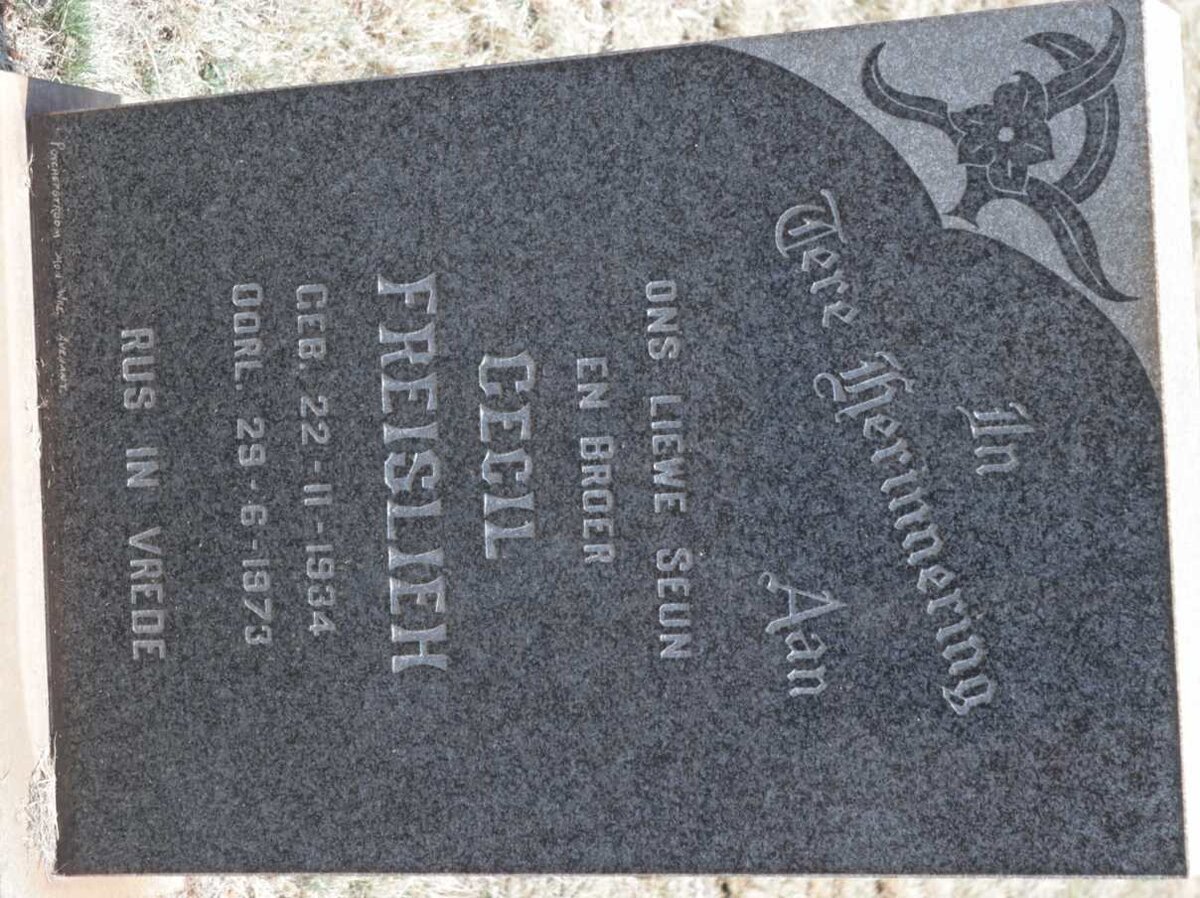 In
Tere Herinnering
Aan
ONS LIEWE SEUN
EN BROER
CECIL
FREISLIEH
GEB. 22-11-1934
OORL. 29-6-1973
RUS IN VREDE